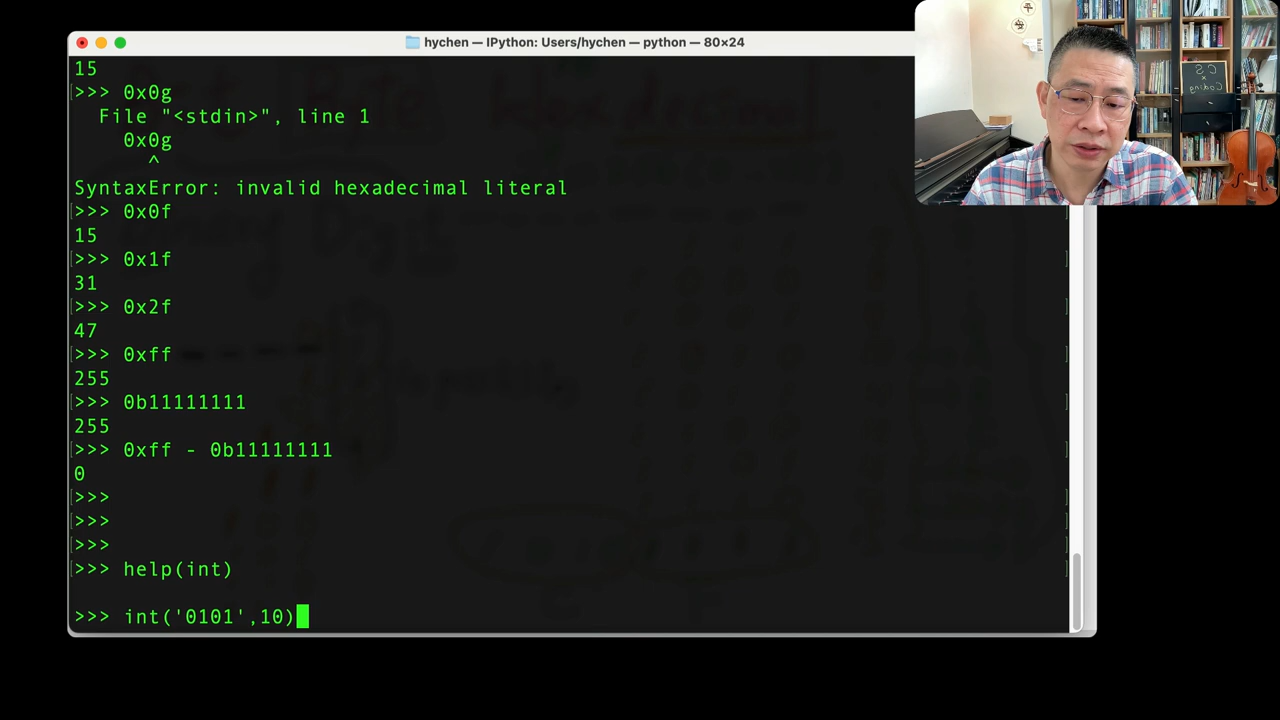 hychen — IPython: Users/hychen — python — 80×24
15
>>> 0x0g
File "<stdin>", line 1
0x0g
^
SyntaxError: invalid hexadecimal literal
>>> 0x0f
15
>>> 0x1f
31
>>> 0x2f
47
>>> 0xff
255
>>> 0b11111111
255
>>> 0xff - 0b11111111
0
>>>
>>>
>>>
>>> help(int)
>>> int('0101',10)